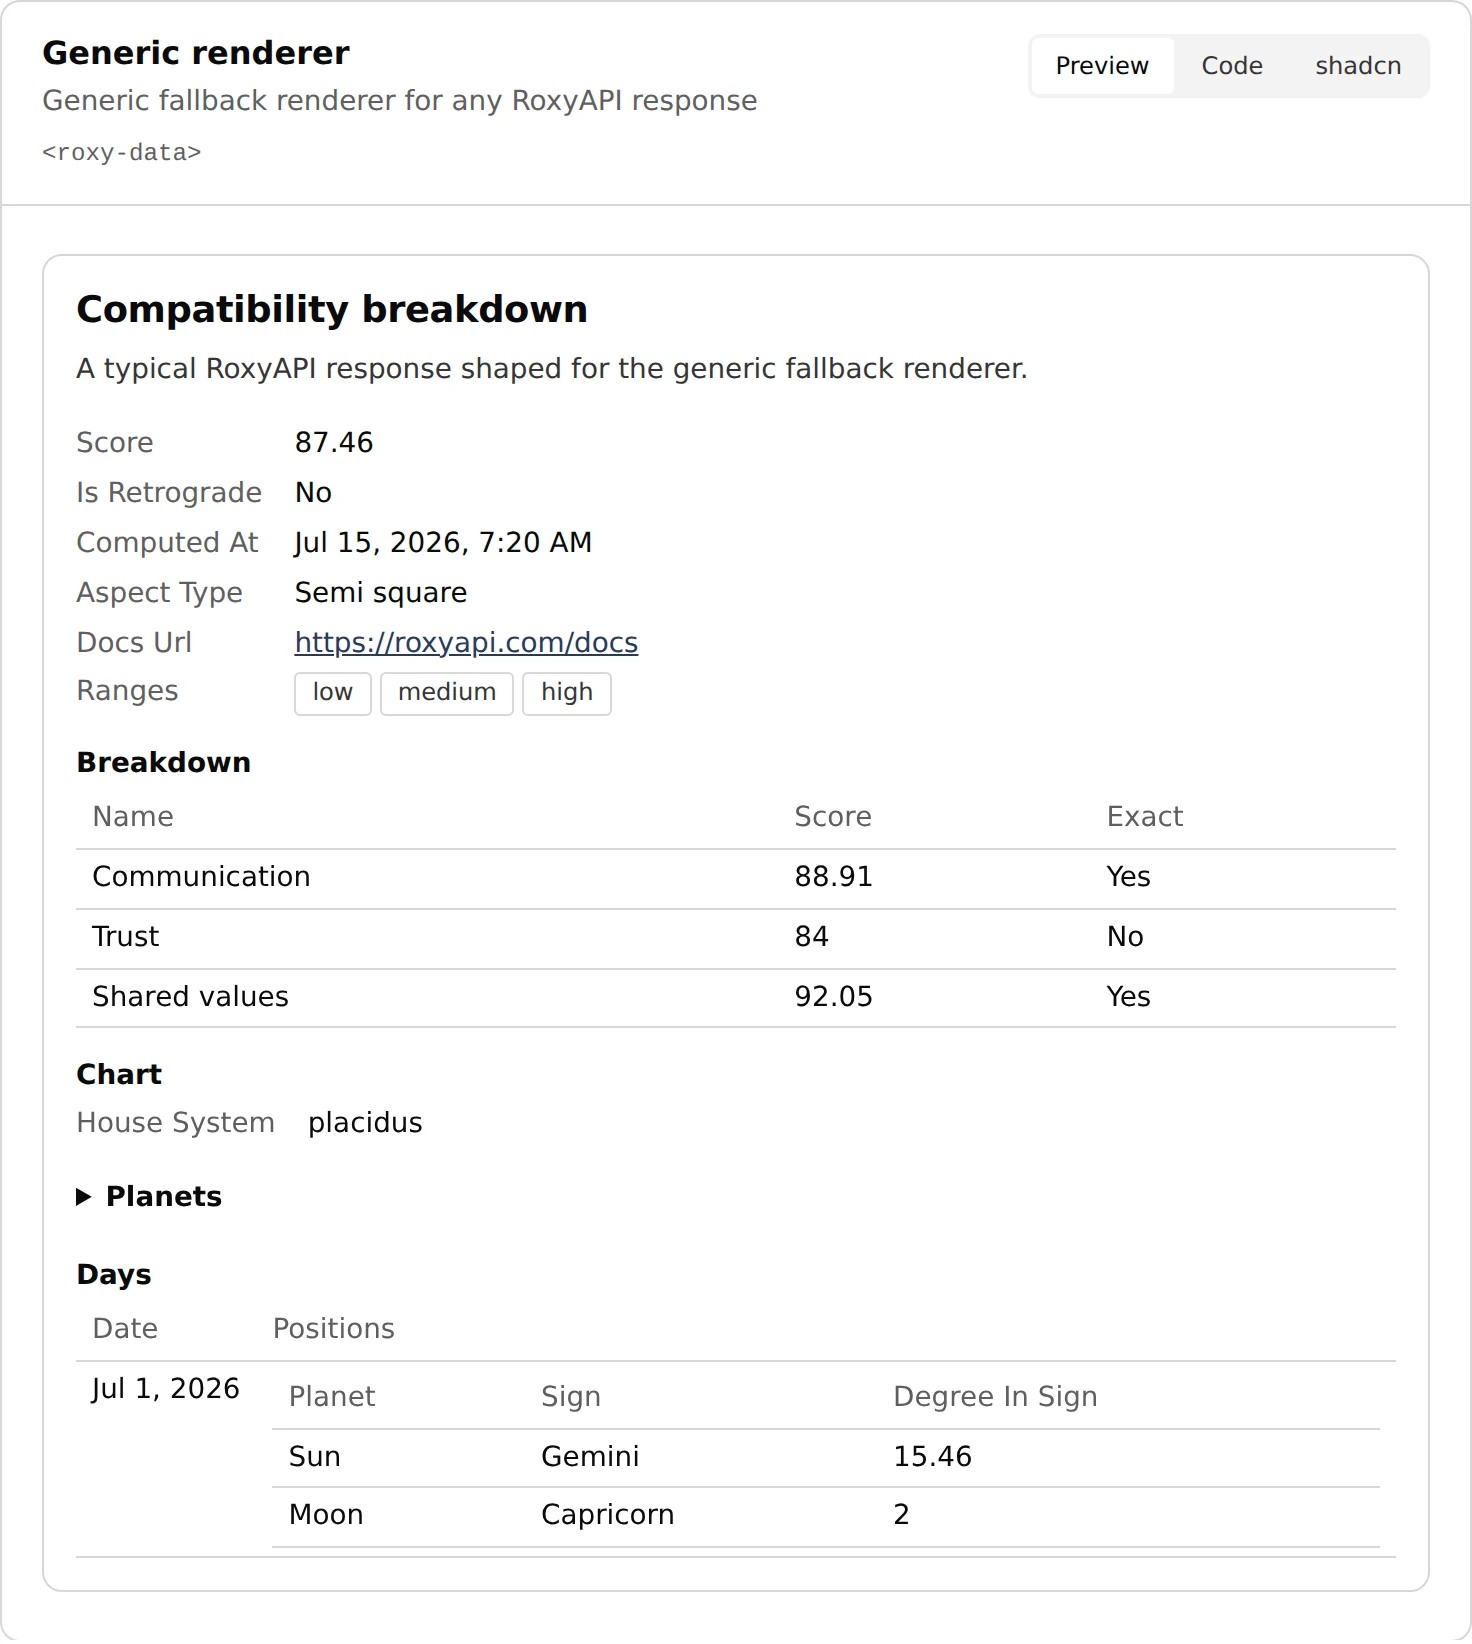 Generic renderer
Preview Code shadcn
Generic fallback renderer for any RoxyAPI response
<roxy-data>
Compatibility breakdown
A typical RoxyAPI response shaped for the generic fallback renderer.
Score 87.46
Is Retrograde No
Computed At Jul 15, 2026, 7:20 AM
Aspect Type Semi square
Docs Url https://roxyapi.com/docs
Ranges low medium high
Breakdown
Name Score Exact
Communication 88.91 Yes
Trust 84 No
Shared values 92.05 Yes
Chart
House System placidus
Planets
Days
Date Positions
Jul 1, 2026 Planet Sign Degree In Sign
Sun Gemini 15.46
Moon Capricorn 2